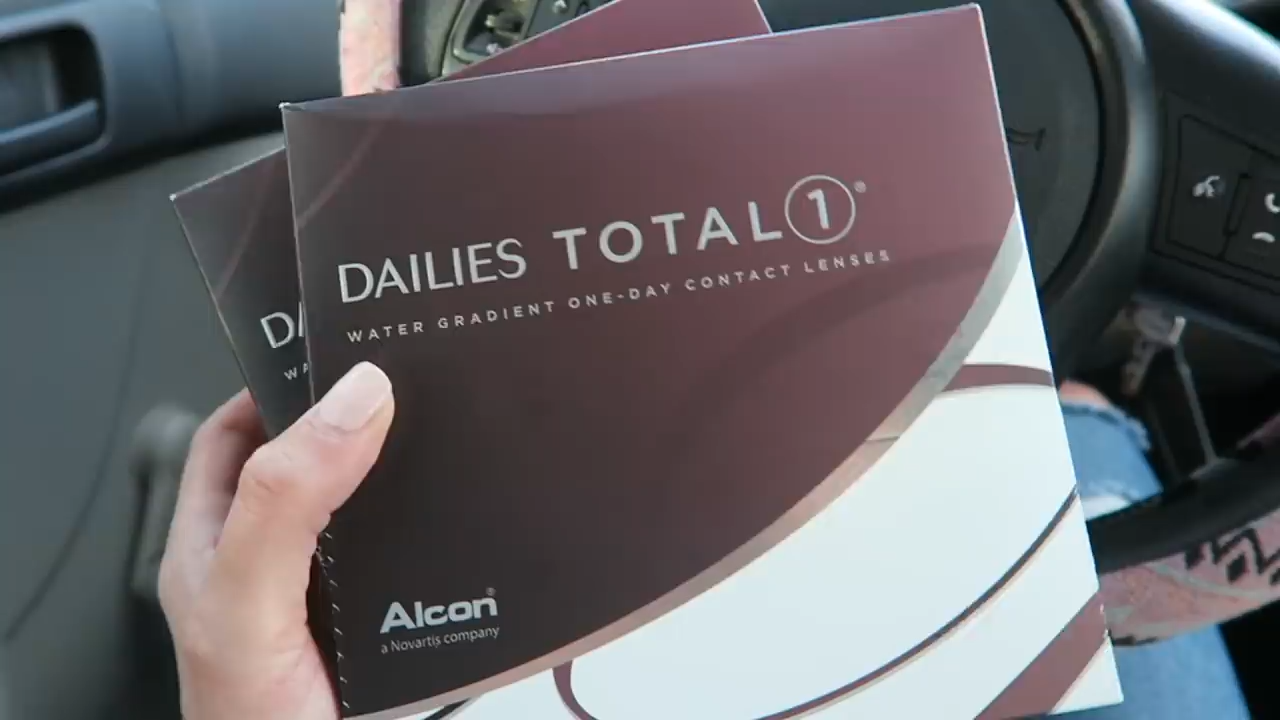 DAILIES TOTAL1®
WATER GRADIENT ONE-DAY CONTACT LENSES
Alcon®
a Novartis company